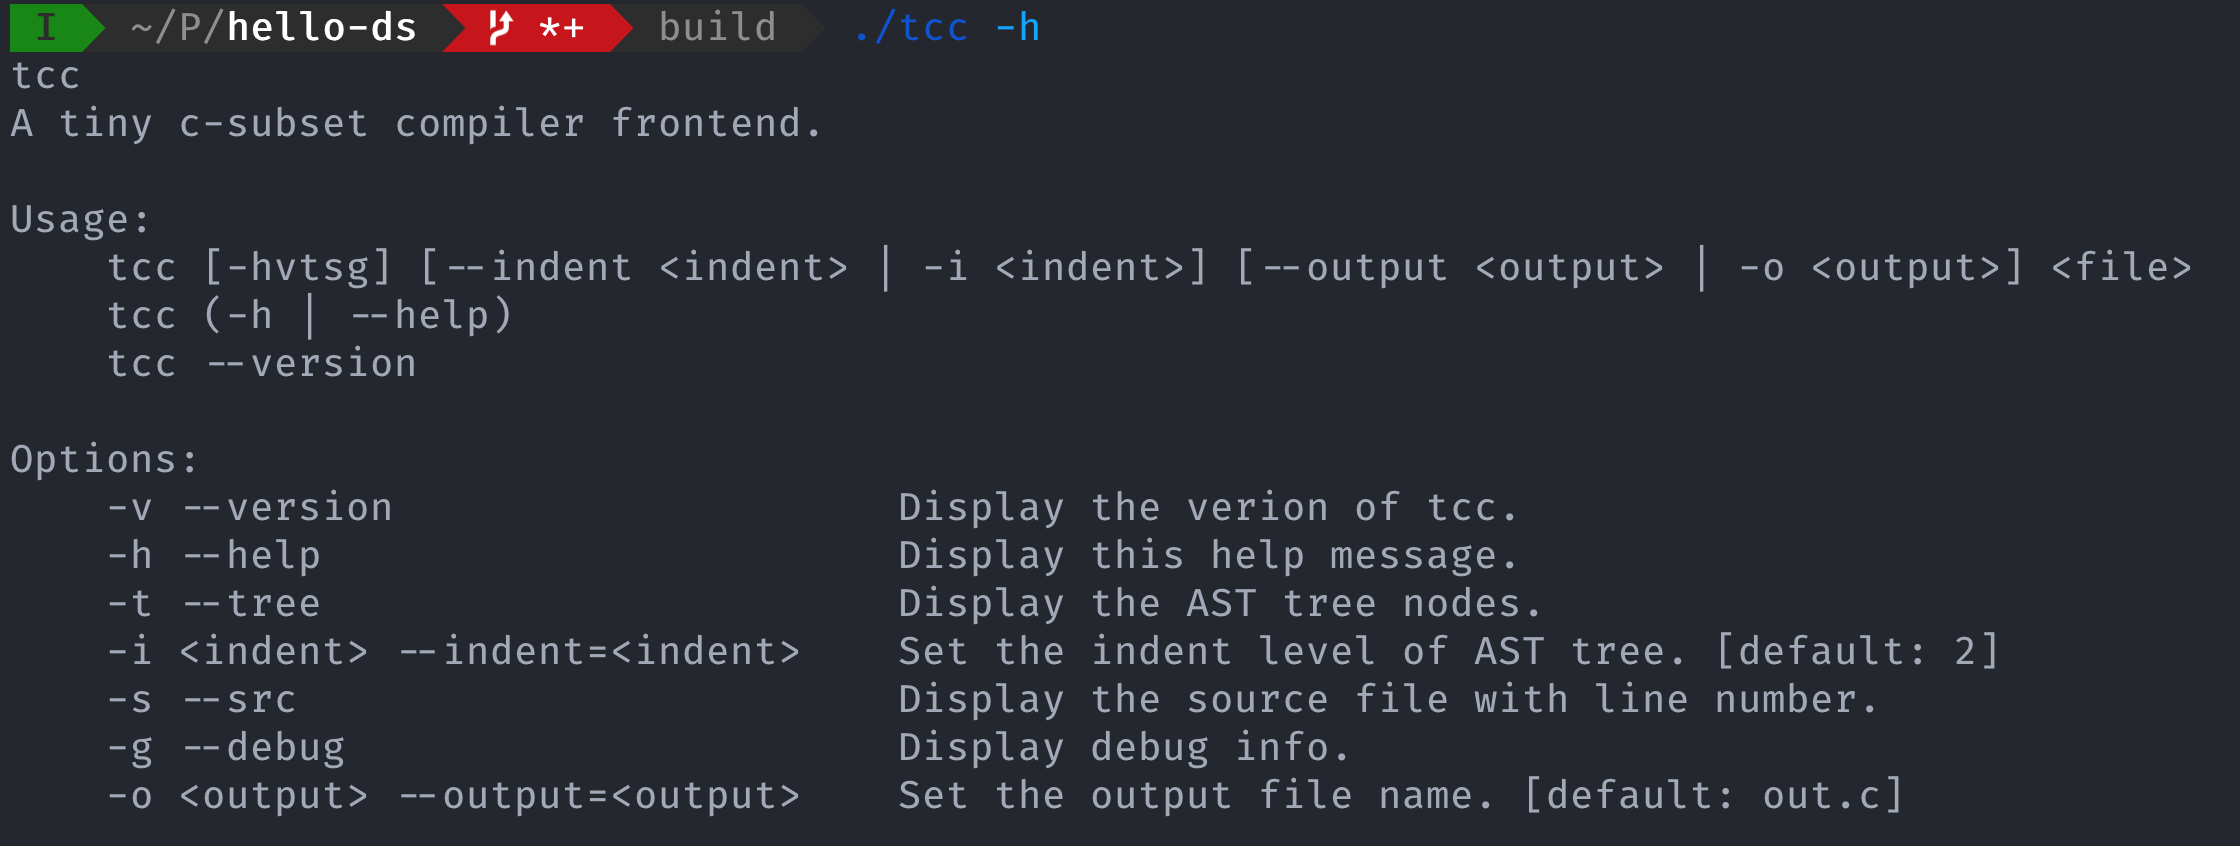 I ~/P/hello-ds *+ build ./tcc -h
tcc
A tiny c-subset compiler frontend.

Usage:
    tcc [-hvtsg] [--indent <indent> | -i <indent>] [--output <output> | -o <output>] <file>
    tcc (-h | --help)
    tcc --version

Options:
    -v --version                     Display the verion of tcc.
    -h --help                        Display this help message.
    -t --tree                        Display the AST tree nodes.
    -i <indent> --indent=<indent>    Set the indent level of AST tree. [default: 2]
    -s --src                         Display the source file with line number.
    -g --debug                       Display debug info.
    -o <output> --output=<output>    Set the output file name. [default: out.c]